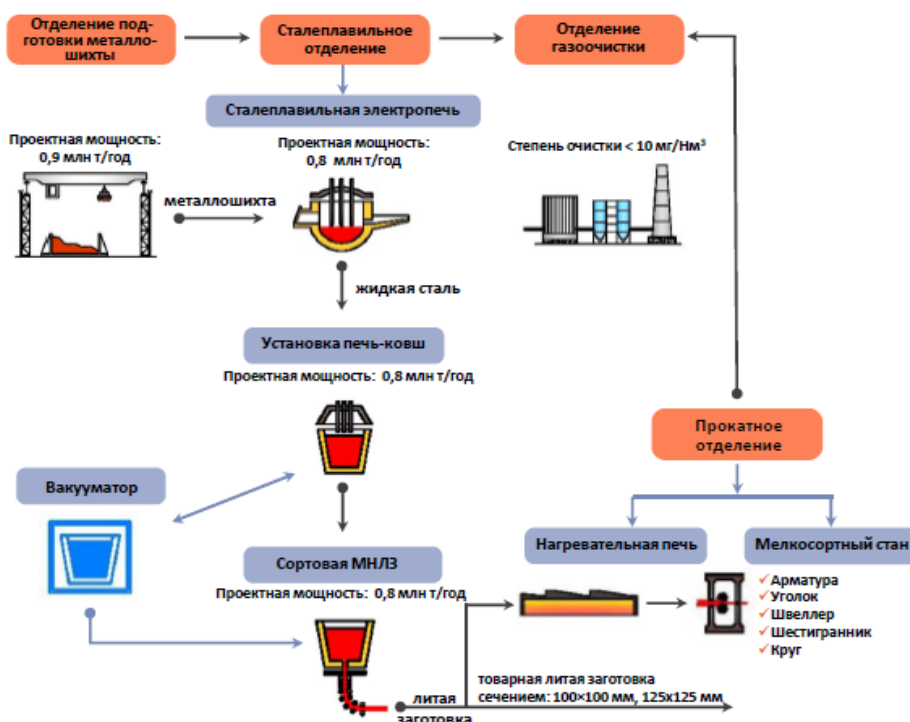 Отделение под-
готовки металло-
шихты
Сталеплавильное
отделение
Отделение
газоочистки
Сталеплавильная электропечь
Проектная мощность:
0,9 млн т/год
Проектная мощность:
0,8 млн т/год
Степень очистки < 10 мг/Нм³
металлошихта
жидкая сталь
Установка печь-ковш
Проектная мощность: 0,8 млн т/год
Прокатное
отделение
Вакууматор
Нагревательная печь
Мелкосортный стан
Сортовая МНЛЗ
Проектная мощность: 0,8 млн т/год
✓Арматура
✓Уголок
✓Швеллер
✓Шестигранник
✓Круг
литая
заготовка
товарная литая заготовка
сечением: 100×100 мм, 125х125 мм